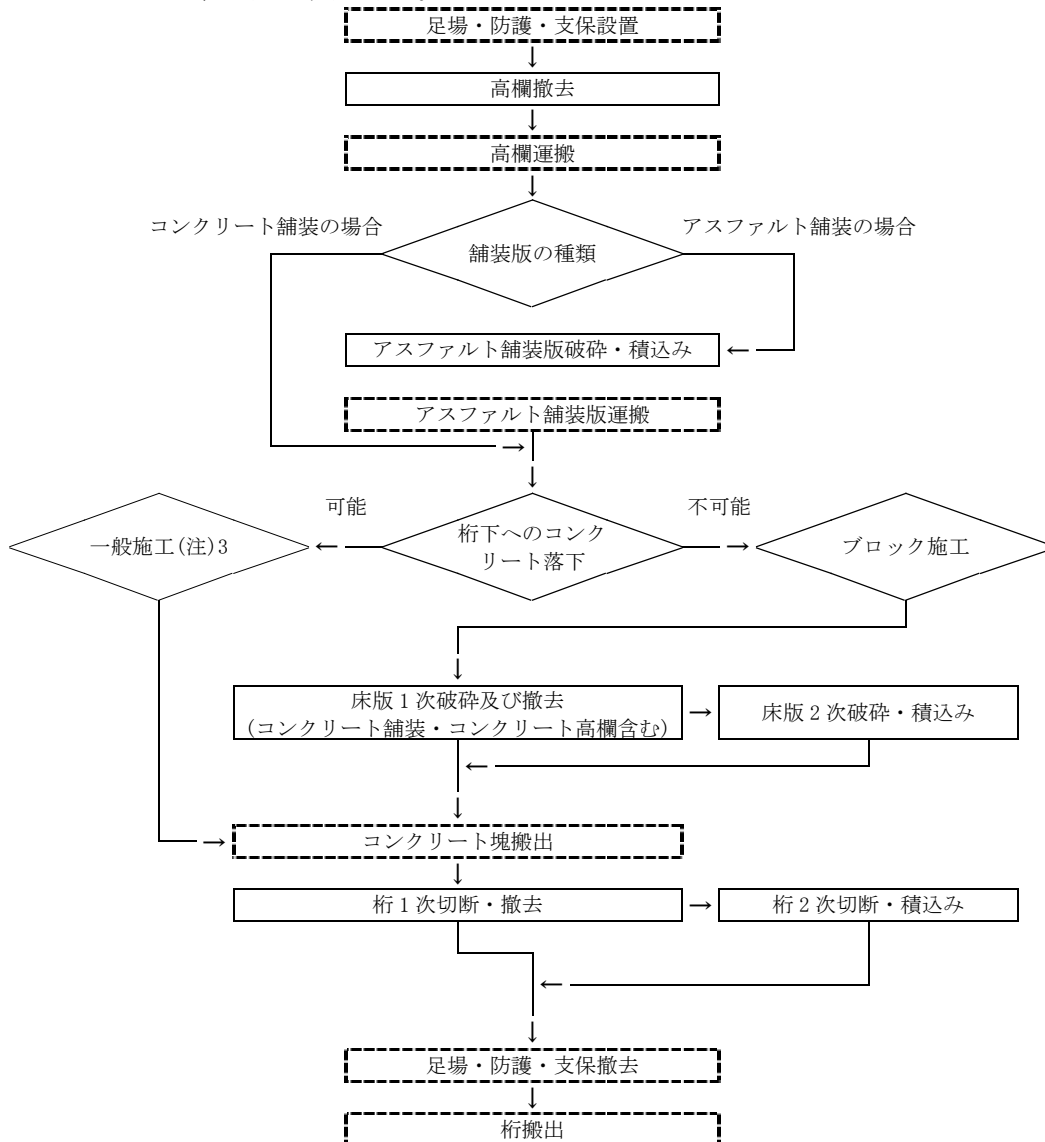 足場・防護・支保設置
↓
高欄撤去
↓
高欄運搬
↓
コンクリート舗装の場合
アスファルト舗装の場合
舗装版の種類
アスファルト舗装版破砕・積込み
←
アスファルト舗装版運搬
→
↓
可能
不可能
一般施工(注)3
←
桁下へのコンク
リート落下
→
ブロック施工
↓
床版1次破砕及び撤去
(コンクリート舗装・コンクリート高欄含む)
→
床版2次破砕・積込み
←
↓
→
コンクリート塊搬出
↓
桁1次切断・撤去
→
桁2次切断・積込み
←
↓
足場・防護・支保撤去
↓
桁搬出